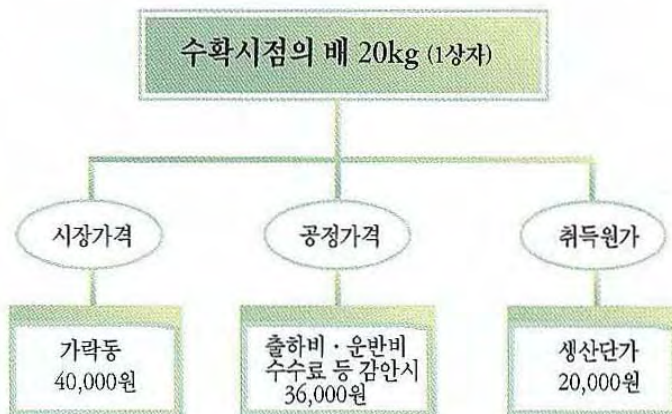 수확시점의 배 20kg (1상자)
시장가격
공정가격
취득원가
가락동
40,000원
출하비·운반비
수수료 등 감안시
36,000원
생산단가
20,000원